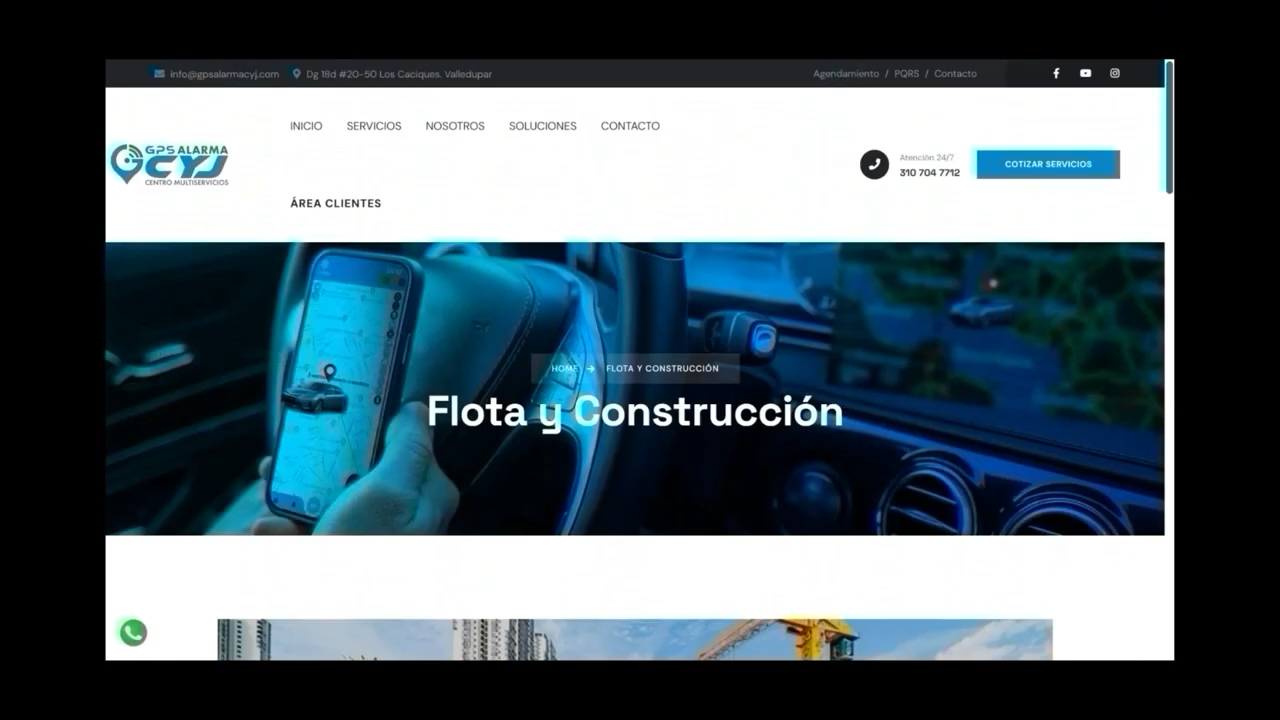 info@gpsalarmacyj.com Dg 18d #20-50 Los Caciques. Valledupar
Agendamiento / PQRS / Contacto
INICIO SERVICIOS NOSOTROS SOLUCIONES CONTACTO
GPS ALARMA
CYJ
CENTRO MULTISERVICIOS
Atención 24/7
310 704 7712
COTIZAR SERVICIOS
ÁREA CLIENTES
HOME → FLOTA Y CONSTRUCCIÓN
Flota y Construcción